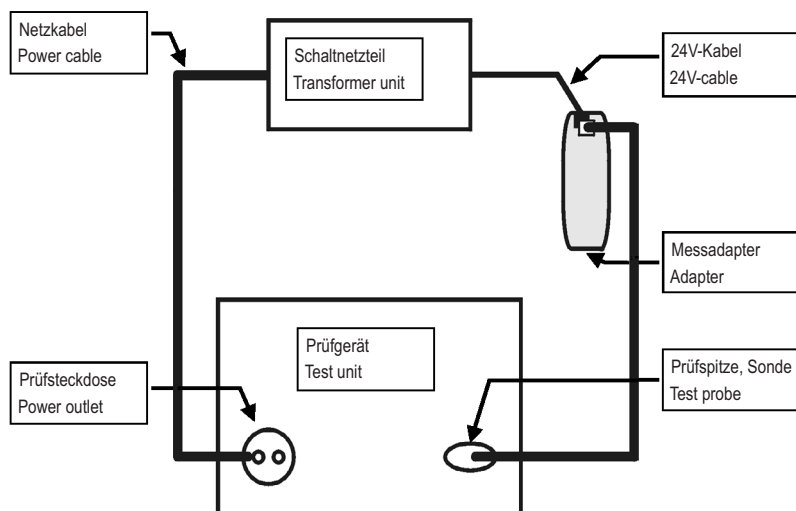 Netzkabel
Power cable
Schaltnetzteil
Transformer unit
24V-Kabel
24V-cable
Messadapter
Adapter
Prüfgerät
Test unit
Prüfsteckdose
Power outlet
Prüfspitze, Sonde
Test probe